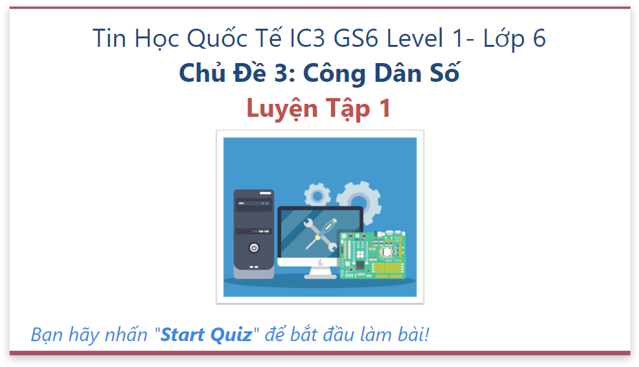 Tin Học Quốc Tế IC3 GS6 Level 1- Lớp 6
Chủ Đề 3: Công Dân Số
Luyện Tập 1
Bạn hãy nhấn "Start Quiz" để bắt đầu làm bài!